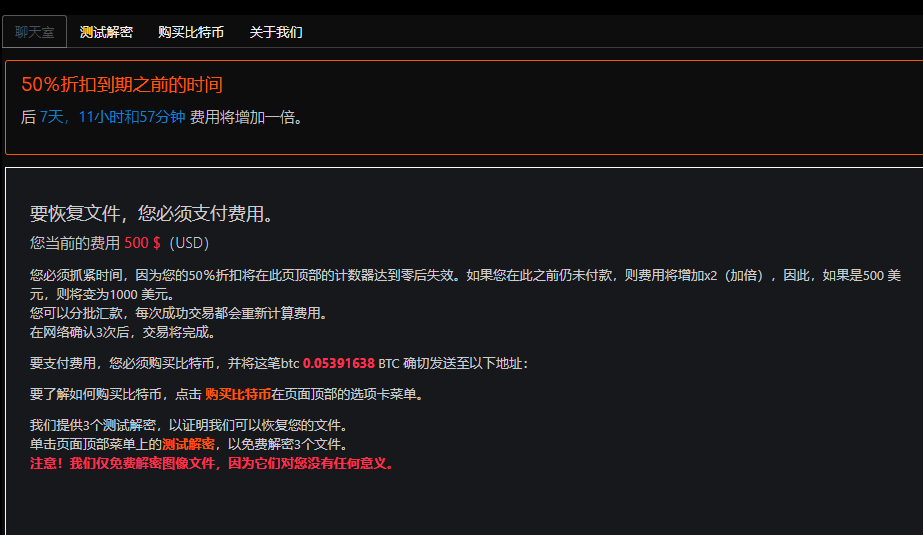 聊天室 测试解密 购买比特币 关于我们
50%折扣到期之前的时间
后 7天，11小时和57分钟 费用将增加一倍。
要恢复文件，您必须支付费用。
您当前的费用 500 $（USD）
您必须抓紧时间，因为您的50%折扣将在此页顶部的计数器达到零后失效。如果您在此之前仍未付款，则费用将增加x2（加倍），因此，如果是500 美
元，则将变为1000 美元。
您可以分批汇款，每次成功交易都会重新计算费用。
在网络确认3次后，交易将完成。
要支付费用，您必须购买比特币，并将这笔btc 0.05391638 BTC 确切发送至以下地址：
要了解如何购买比特币，点击 购买比特币在页面顶部的选项卡菜单。
我们提供3个测试解密，以证明我们可以恢复您的文件。
单击页面顶部菜单上的测试解密，以免费解密3个文件。
注意！我们仅免费解密图像文件，因为它们对您没有任何意义。